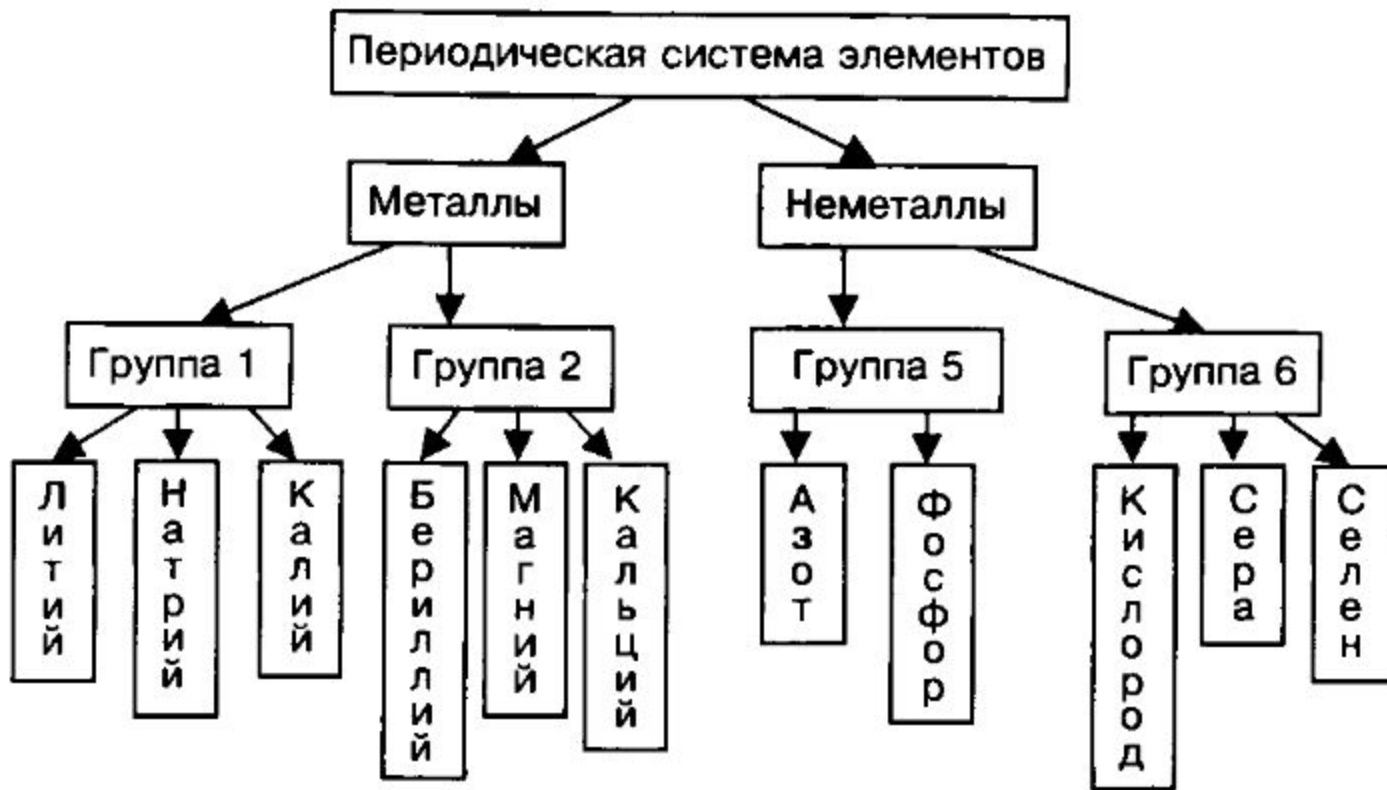 Периодическая система элементов
Металлы
Неметаллы
Группа 1
Группа 2
Группа 5
Группа 6
Литий
Натрий
Калий
Бериллий
Магний
Кальций
Азот
Фосфор
Кислород
Сера
Селен